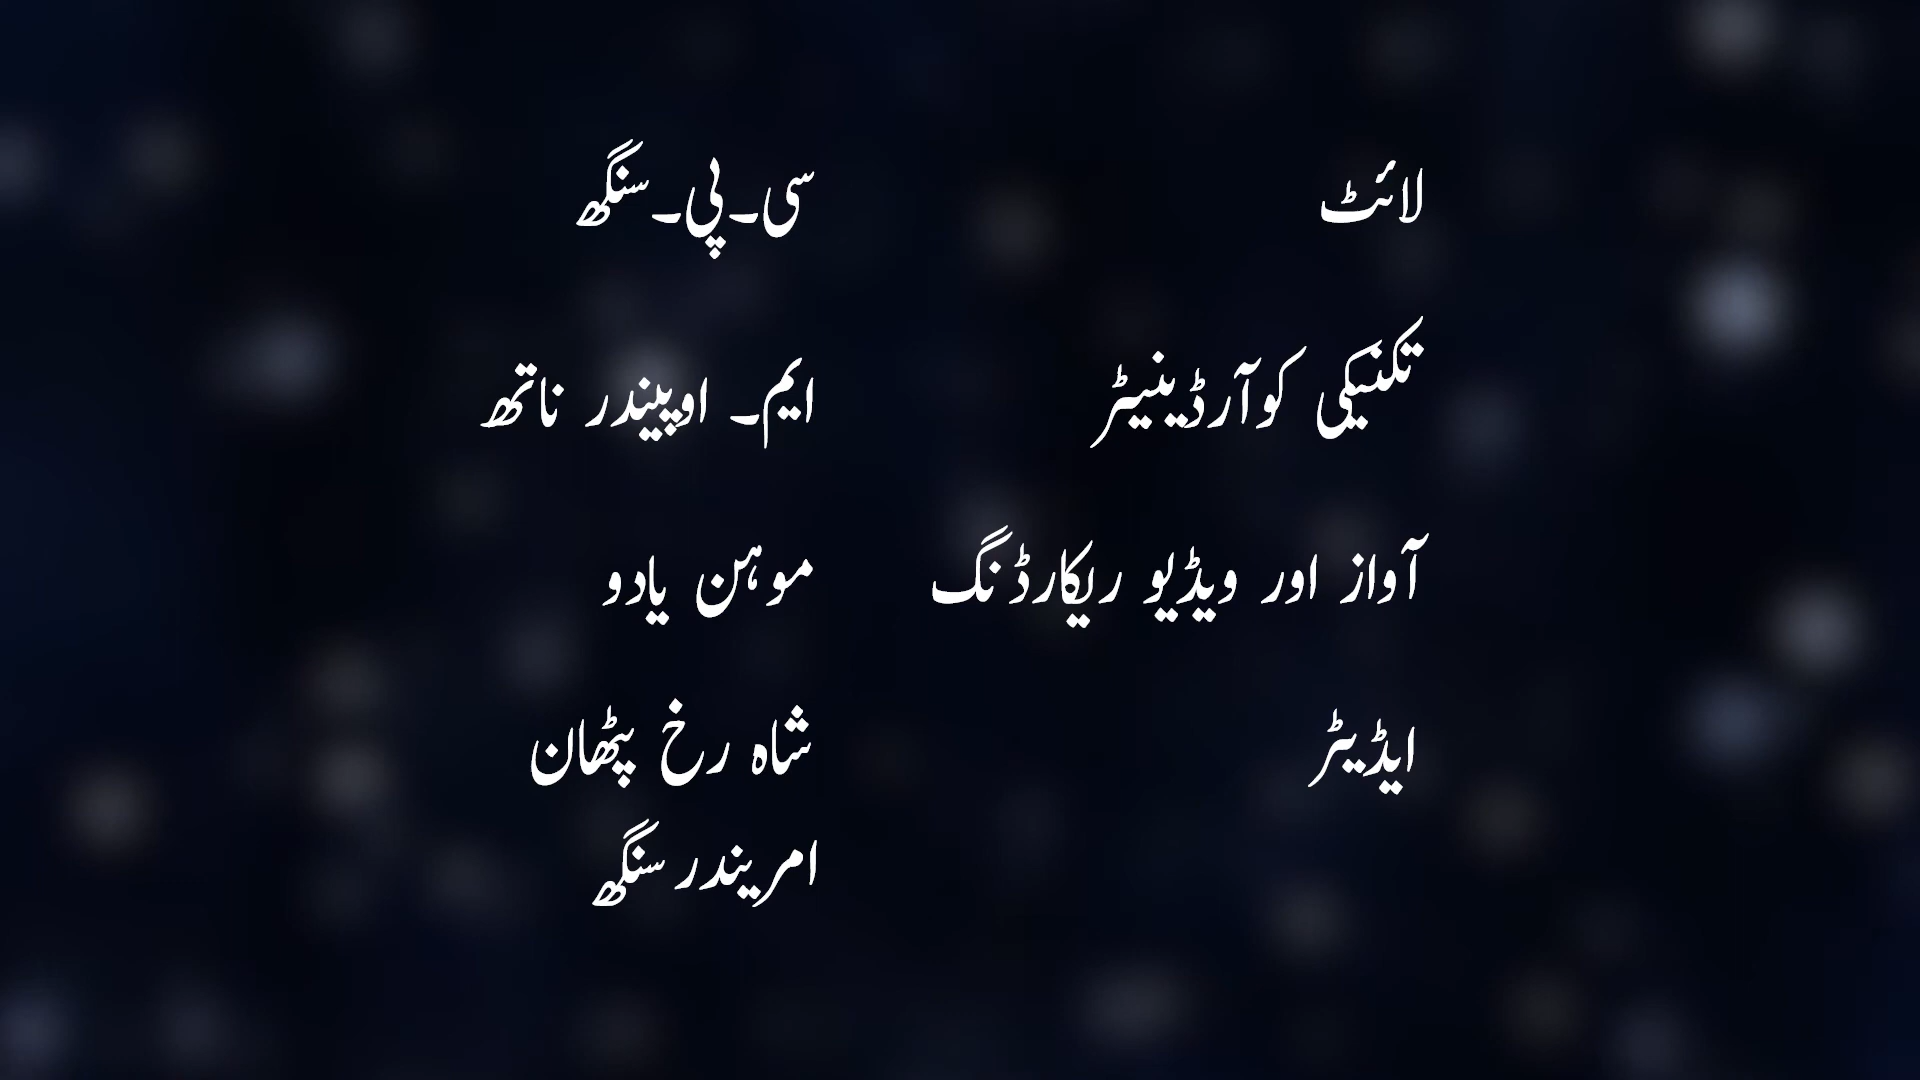 لائٹ سی۔پی۔سنگھ
تکنیکی کوآرڈینیٹر ایم۔ اوپیندر ناتھ
آواز اور ویڈیو ریکارڈنگ موہن یادو
ایڈیٹر شاہ رخ پٹھان
امریندر سنگھ